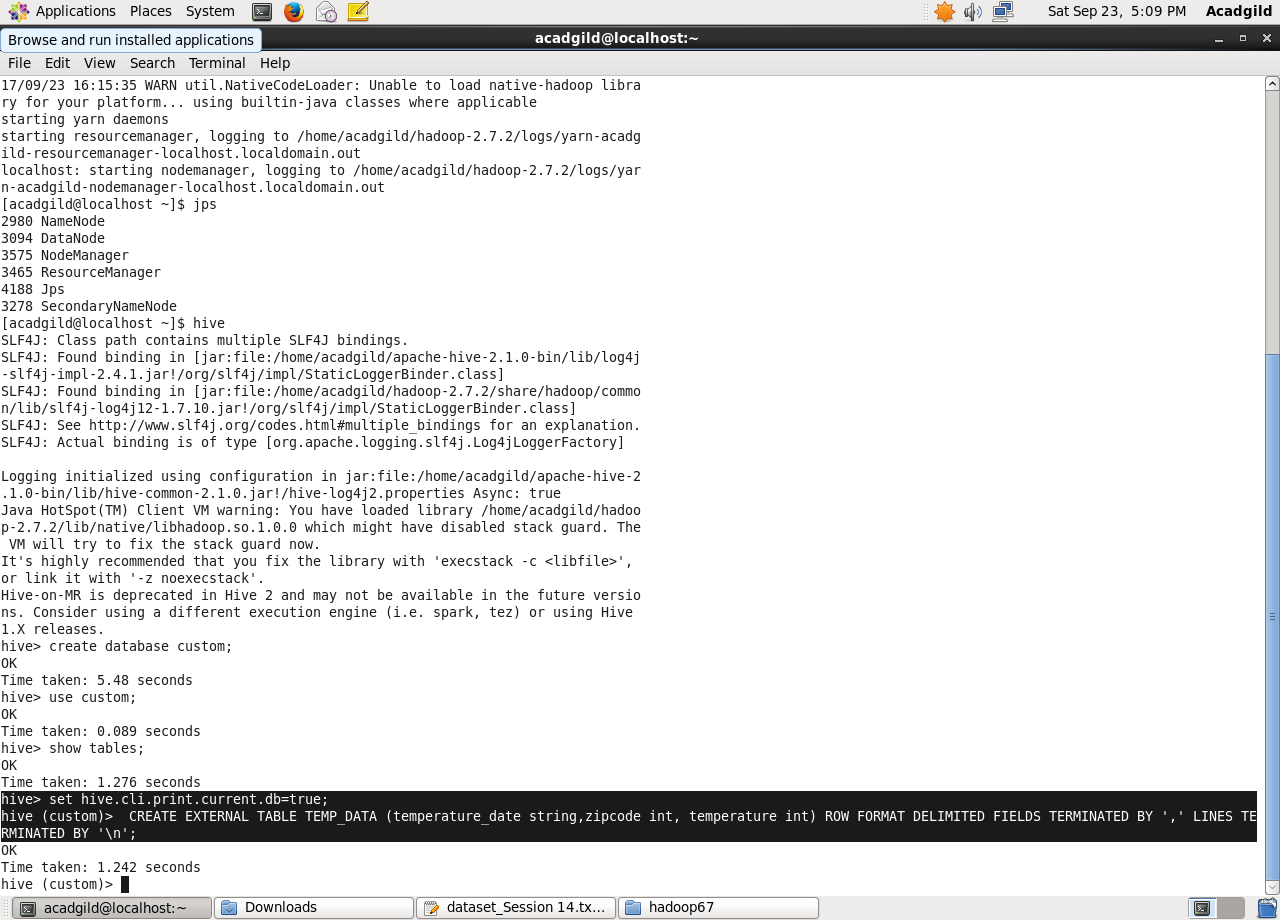 Applications Places System Sat Sep 23, 5:09 PM Acadgild
Browse and run installed applications
acadgild@localhost:~
File Edit View Search Terminal Help
17/09/23 16:15:35 WARN util.NativeCodeLoader: Unable to load native-hadoop libra
ry for your platform... using builtin-java classes where applicable
starting yarn daemons
starting resourcemanager, logging to /home/acadgild/hadoop-2.7.2/logs/yarn-acadg
ild-resourcemanager-localhost.localdomain.out
localhost: starting nodemanager, logging to /home/acadgild/hadoop-2.7.2/logs/yar
n-acadgild-nodemanager-localhost.localdomain.out
[acadgild@localhost ~]$ jps
2980 NameNode
3094 DataNode
3575 NodeManager
3465 ResourceManager
4188 Jps
3278 SecondaryNameNode
[acadgild@localhost ~]$ hive
SLF4J: Class path contains multiple SLF4J bindings.
SLF4J: Found binding in [jar:file:/home/acadgild/apache-hive-2.1.0-bin/lib/log4j
-slf4j-impl-2.4.1.jar!/org/slf4j/impl/StaticLoggerBinder.class]
SLF4J: Found binding in [jar:file:/home/acadgild/hadoop-2.7.2/share/hadoop/commo
n/lib/slf4j-log4j12-1.7.10.jar!/org/slf4j/impl/StaticLoggerBinder.class]
SLF4J: See http://www.slf4j.org/codes.html#multiple_bindings for an explanation.
SLF4J: Actual binding is of type [org.apache.logging.slf4j.Log4jLoggerFactory]
Logging initialized using configuration in jar:file:/home/acadgild/apache-hive-2
.1.0-bin/lib/hive-common-2.1.0.jar!/hive-log4j2.properties Async: true
Java HotSpot(TM) Client VM warning: You have loaded library /home/acadgild/hadoo
p-2.7.2/lib/native/libhadoop.so.1.0.0 which might have disabled stack guard. The
 VM will try to fix the stack guard now.
It's highly recommended that you fix the library with 'execstack -c <libfile>',
or link it with '-z noexecstack'.
Hive-on-MR is deprecated in Hive 2 and may not be available in the future versio
ns. Consider using a different execution engine (i.e. spark, tez) or using Hive
1.X releases.
hive> create database custom;
OK
Time taken: 5.48 seconds
hive> use custom;
OK
Time taken: 0.089 seconds
hive> show tables;
OK
Time taken: 1.276 seconds
hive> set hive.cli.print.current.db=true;
hive (custom)>  CREATE EXTERNAL TABLE TEMP_DATA (temperature_date string,zipcode int, temperature int) ROW FORMAT DELIMITED FIELDS TERMINATED BY ',' LINES TE
RMINATED BY '\n';
OK
Time taken: 1.242 seconds
hive (custom)>
acadgild@localhost:~ Downloads dataset_Session 14.tx... hadoop67